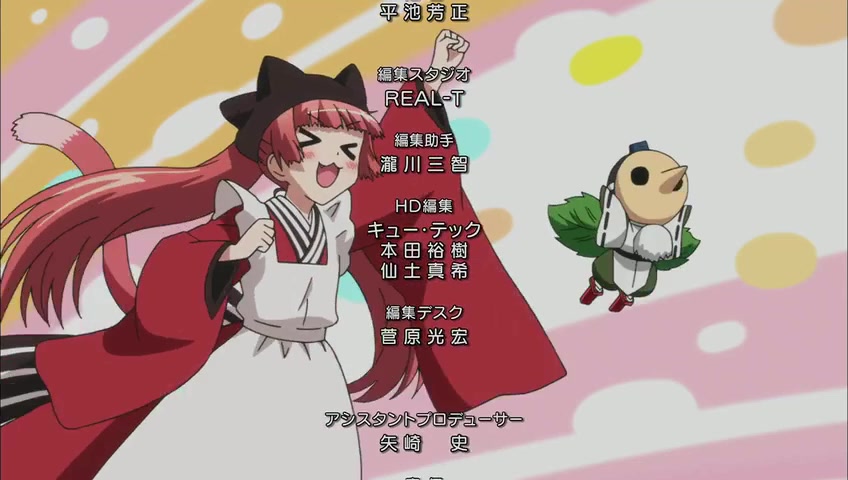 平池芳正
編集スタジオ
REAL-T
編集助手
瀧川三智
HD編集
キュー・テック
本田裕樹
仙土真希
編集デスク
菅原光宏
アシスタントプロデューサー
矢崎 史